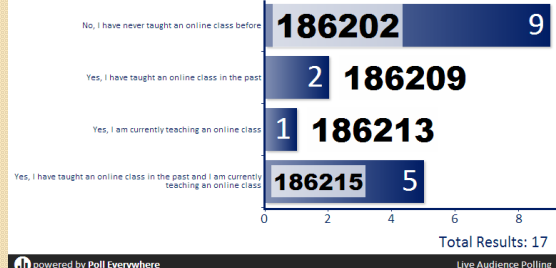 No, I have never taught an online class before 186202 9
Yes, I have taught an online class in the past 2 186209
Yes, I am currently teaching an online class 1 186213
Yes, I have taught an online class in the past and I am currently
teaching an online class 186215 5
0 2 4 6 8
Total Results: 17
powered by Poll Everywhere Live Audience Polling